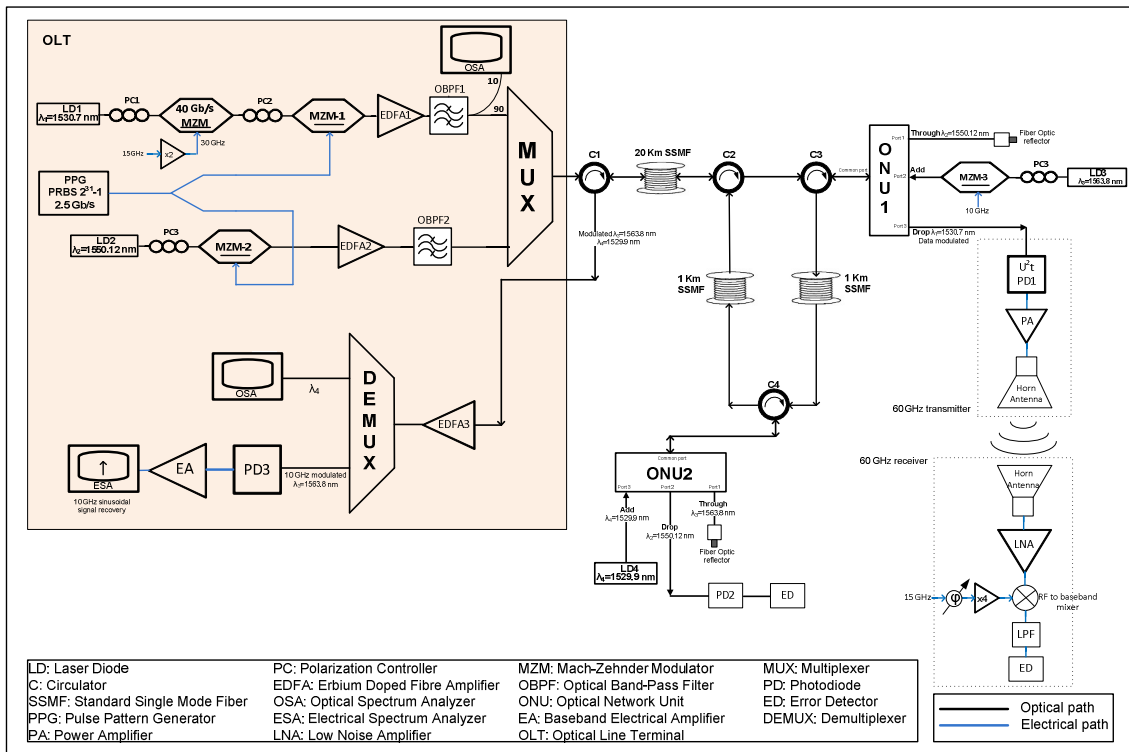 OLT
OSA
10
90
LD1
λ₁=1530.7 nm
PC1
40 Gb/s
MZM
PC2
MZM-1
EDFA1
OBPF1
15GHz
x2
30 GHz
PPG
PRBS 2³¹-1
2.5Gb/s
LD2
λ₂=1550.12nm
PC3
MZM-2
EDFA2
OBPF2
MUX
C1
20 Km SSMF
C2
C3
Common port
Modulated λ₃=1563.8 nm
λ₄=1529.9 nm
1 Km
SSMF
1 Km
SSMF
C4
ONU1
Port1
Port2
Port3
Through λ₂=1550.12 nm
Fiber Optic
reflector
Add
MZM-3
10 GHz
PC3
LD3
λ₃=1563.8 nm
Drop λ₁=1530.7 nm
Data modulated
U²t
PD1
PA
Horn
Antenna
60GHz transmitter
60 GHz receiver
Horn
Antenna
LNA
15 GHz
φ
x4
RF to baseband
mixer
LPF
ED
OSA
λ₄
DEMUX
EDFA3
ESA
EA
PD3
10 GHz modulated
λ₃=1563.8 nm
10GHz sinusoidal
signal recovery
Common port
ONU2
Port3
Port2
Port1
Add
λ₄=1529.9 nm
Drop
λ₂=1550.12 nm
Through
λ₃=1563.8 nm
Fiber Optic
reflector
LD4
λ₄=1529.9 nm
PD2
ED
LD: Laser Diode PC: Polarization Controller MZM: Mach-Zehnder Modulator MUX: Multiplexer
C: Circulator EDFA: Erbium Doped Fibre Amplifier OBPF: Optical Band-Pass Filter PD: Photodiode
SSMF: Standard Single Mode Fiber OSA: Optical Spectrum Analyzer ONU: Optical Network Unit ED: Error Detector
PPG: Pulse Pattern Generator ESA: Electrical Spectrum Analyzer EA: Baseband Electrical Amplifier DEMUX: Demultiplexer
PA: Power Amplifier LNA: Low Noise Amplifier OLT: Optical Line Terminal
Optical path
Electrical path